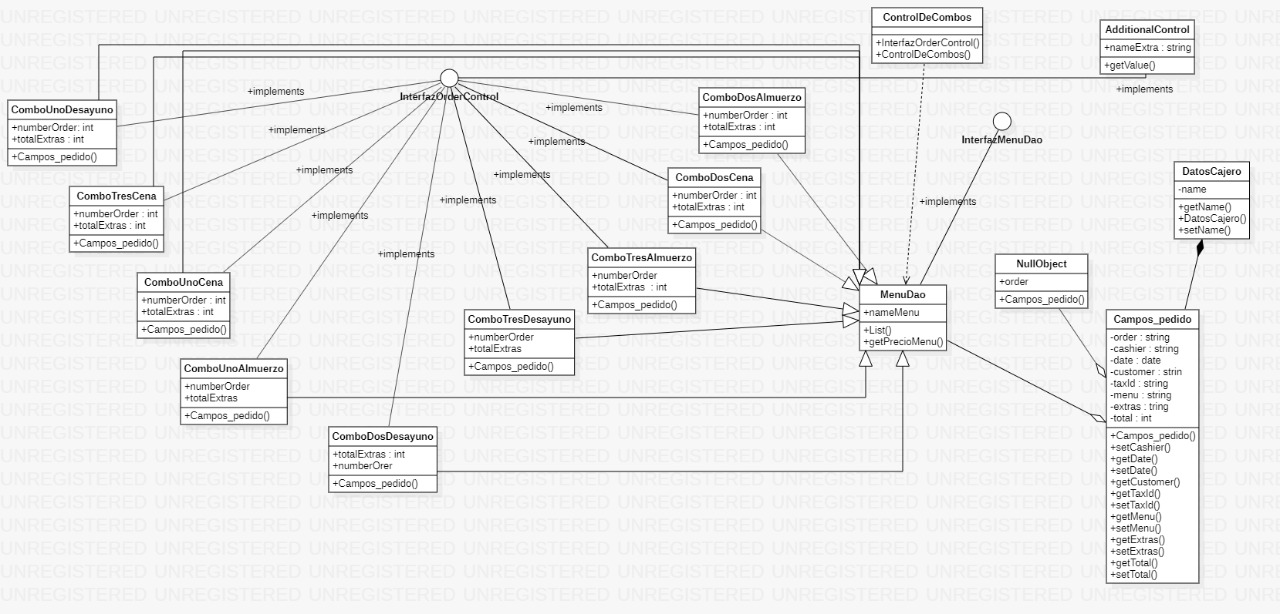 ControlDeCombos
+InterfazOrderControl()
+ControlDeCombos()
AdditionalControl
+nameExtra : string
+getValue()
+implements
InterfazOrderControl
+implements
+implements
+implements
+implements
+implements
+implements
+implements
+implements
+implements
ComboUnoDesayuno
+numberOrder: int
+totalExtras : int
+Campos_pedido()
ComboDosAlmuerzo
+numberOrder : int
+totalExtras : int
+Campos_pedido()
InterfazMenuDao
+implements
ComboTresCena
+numberOrder : int
+totalExtras : int
+Campos_pedido()
ComboDosCena
+numberOrder : int
+totalExtras : int
+Campos_pedido()
DatosCajero
-name
+getName()
+DatosCajero()
+setName()
ComboUnoCena
+numberOrder : int
+totalExtras : int
+Campos_pedido()
ComboTresAlmuerzo
+numberOrder
+totalExtras : int
+Campos_pedido()
NullObject
+order
+Campos_pedido()
MenuDao
+nameMenu
+List()
+getPrecioMenu()
ComboTresDesayuno
+numberOrder
+totalExtras
+Campos_pedido()
Campos_pedido
-order : string
-cashier : string
-date : date
-customer : strin
-taxId : string
-menu : string
-extras : tring
-total : int
+Campos_pedido()
+setCashier()
+getDate()
+setDate()
+getCustomer()
+getTaxId()
+setTaxId()
+getMenu()
+setMenu()
+getExtras()
+setExtras()
+getTotal()
+setTotal()
ComboUnoAlmuerzo
+numberOrder
+totalExtras
+Campos_pedido()
ComboDosDesayuno
+totalExtras : int
+numberOrer
+Campos_pedido()